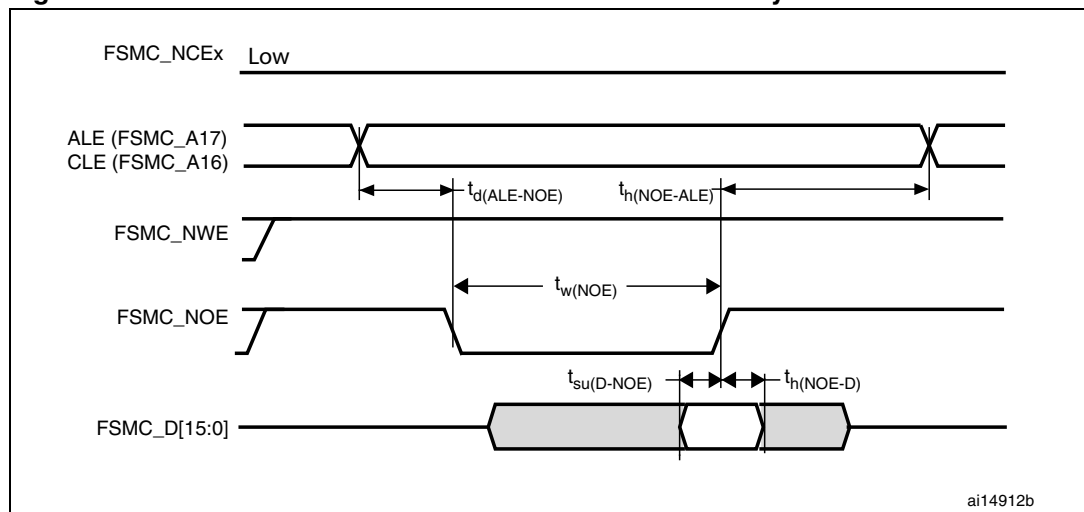 FSMC_NCEx Low
ALE (FSMC_A17)
CLE (FSMC_A16)
td(ALE-NOE) th(NOE-ALE)
FSMC_NWE
tw(NOE)
FSMC_NOE
tsu(D-NOE) th(NOE-D)
FSMC_D[15:0]
ai14912b